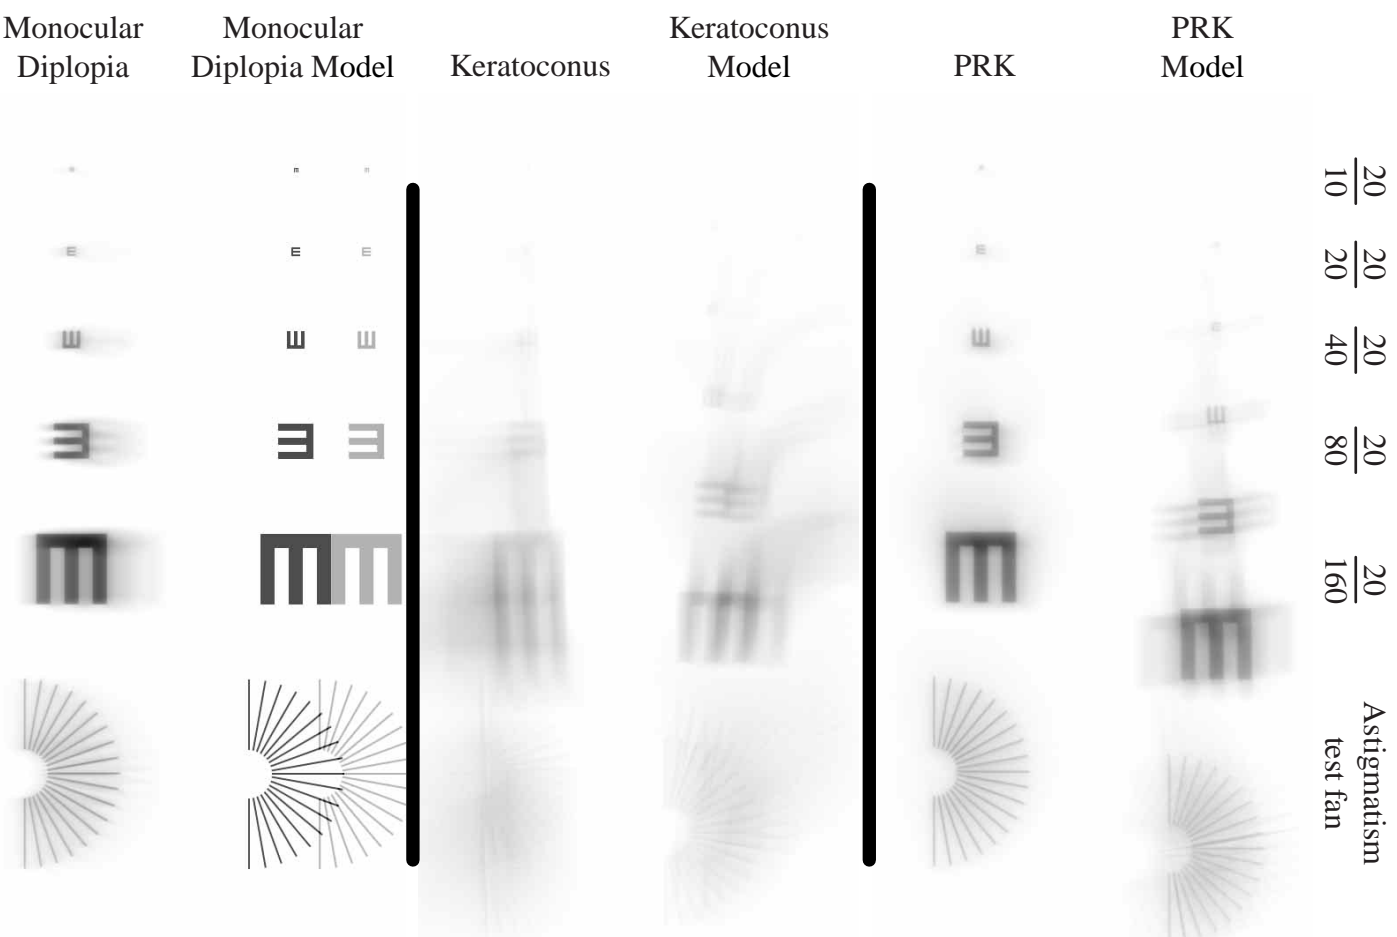 Monocular
Diplopia
Monocular
Diplopia Model
Keratoconus
Keratoconus
Model
PRK
PRK
Model
20
10
20
20
20
40
20
80
20
160
Astigmatism
test fan